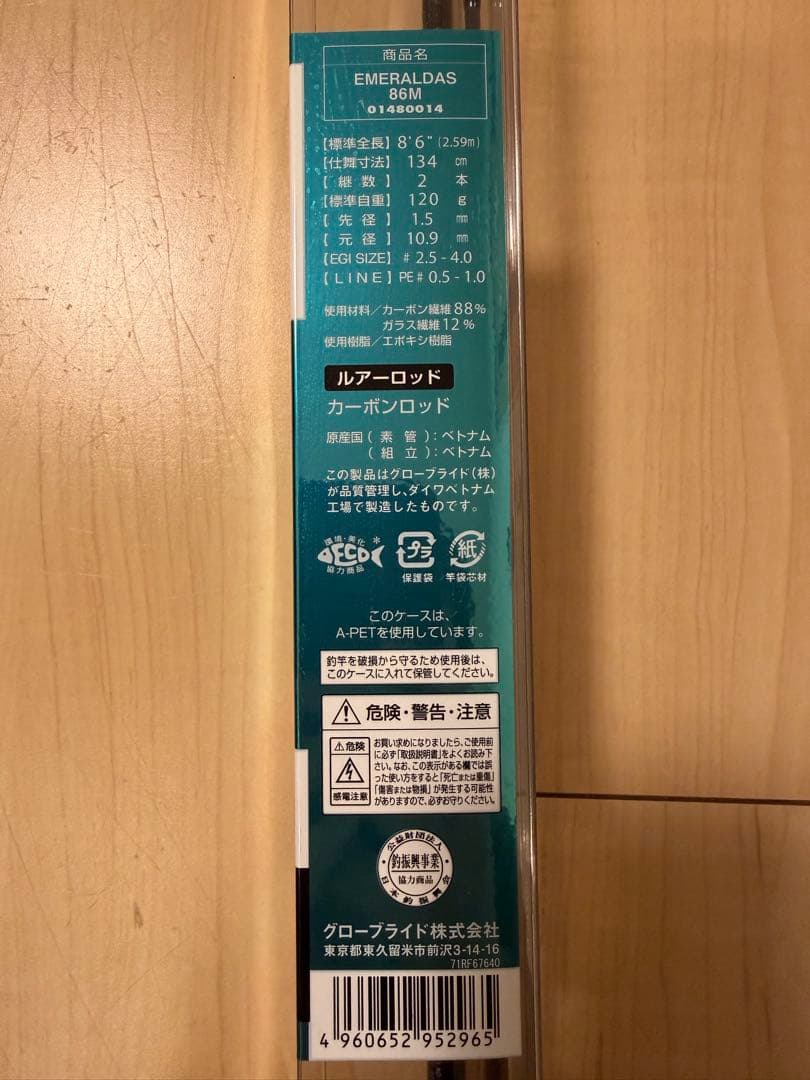 商品名
EMERALDAS
86M
01480014
【標準全長】8'6"(2.59m)
【仕舞寸法】134 cm
【継数】2 本
【標準自重】120 g
【先径】1.5 mm
【元径】10.9 mm
【EGI SIZE】# 2.5 - 4.0
【LINE】PE# 0.5 - 1.0
使用材料/カーボン繊維88%
ガラス繊維12%
使用樹脂/エポキシ樹脂
ルアーロッド
カーボンロッド
原産国(素管):ベトナム
(組立):ベトナム
この製品はグローブライド(株)
が品質管理し、ダイワベトナム
工場で製造したものです。
環境・美化
ECO
*
協力商品
プラ
保護袋
紙
竿袋芯材
このケースは、
A-PETを使用しています。
釣竿を破損から守るため使用後は、
このケースに入れて保管してください。
危険・警告・注意
危険
感電注意
お買い求めになりましたら、ご使用前
に必ず「取扱説明書」をよくお読み下
さい。なお、この表示がある欄では誤
った使い方をすると「死亡または重傷」
「傷害または物損」が発生する可能性
がありますので、必ずお守りください。
公益財団法人
釣振興事業
協力商品
日本釣振興会
グローブライド株式会社
東京都東久留米市前沢3-14-16
71RF67640
4 960652 952965